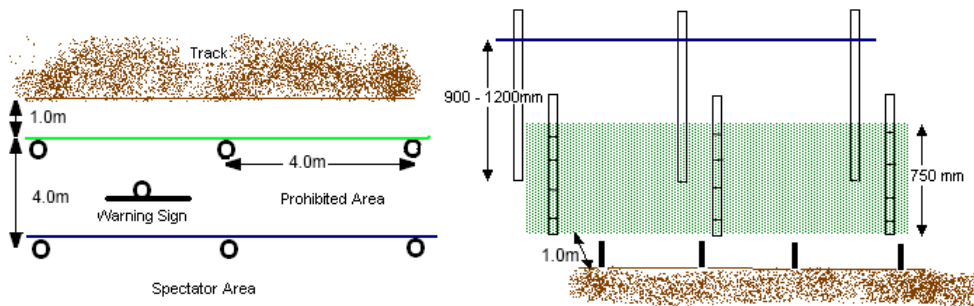 Track
1.0m
4.0m
4.0m
Warning Sign
Prohibited Area
Spectator Area
900 - 1200mm
750 mm
1.0m